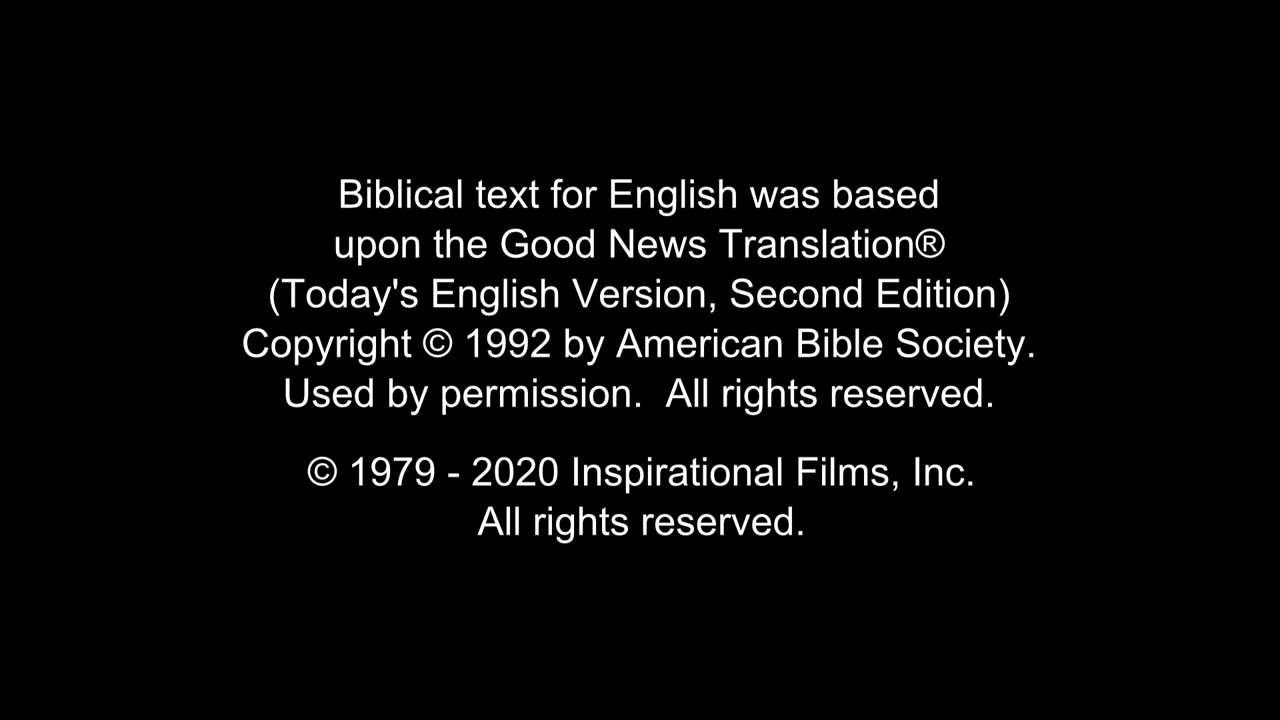 Biblical text for English was based
upon the Good News Translation®
(Today's English Version, Second Edition)
Copyright © 1992 by American Bible Society.
Used by permission.  All rights reserved.
© 1979 - 2020 Inspirational Films, Inc.
All rights reserved.